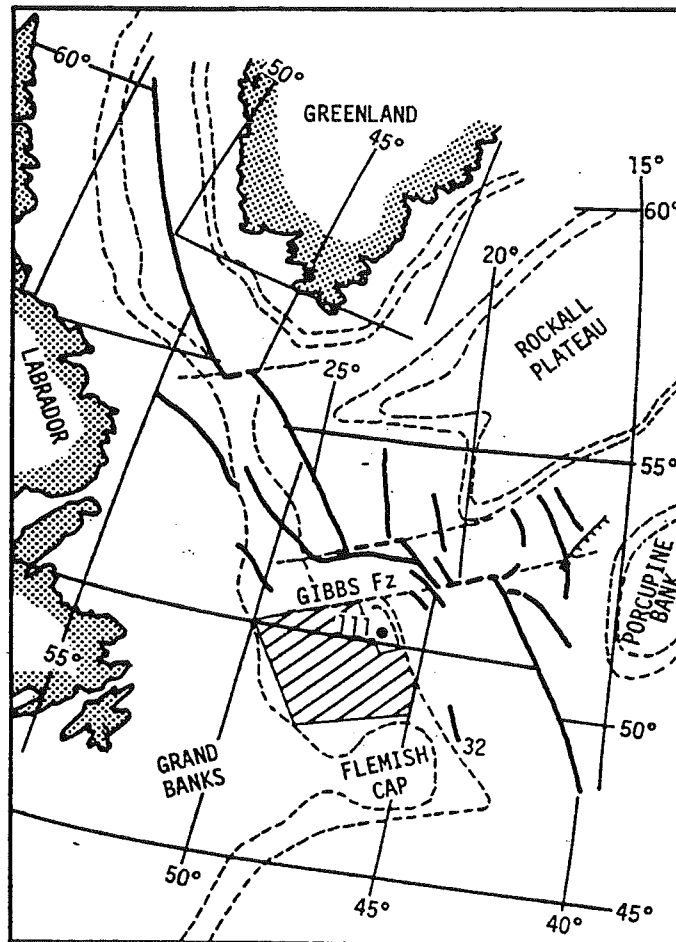 60°
50°
GREENLAND
45°
15°
60°
20°
ROCKALL
PLATEAU
25°
LABRADOR
55°
GIBBS FZ
111
PORCUPINE
BANK
55°
50°
32
GRAND
BANKS
FLEMISH
CAP
50°
45°
40°
45°